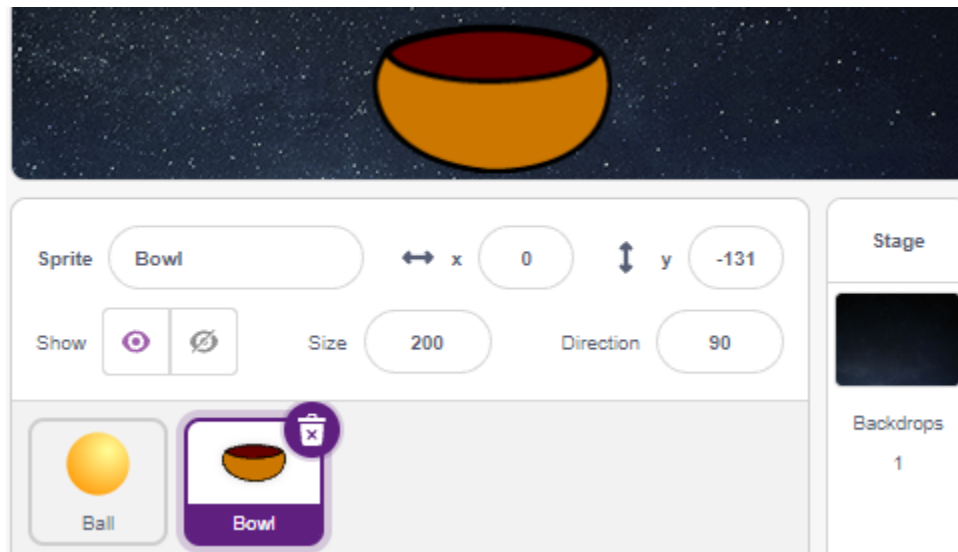 Sprite Bowl x 0 y -131
Show Size 200 Direction 90
Ball
Bowl
Stage
Backdrops
1